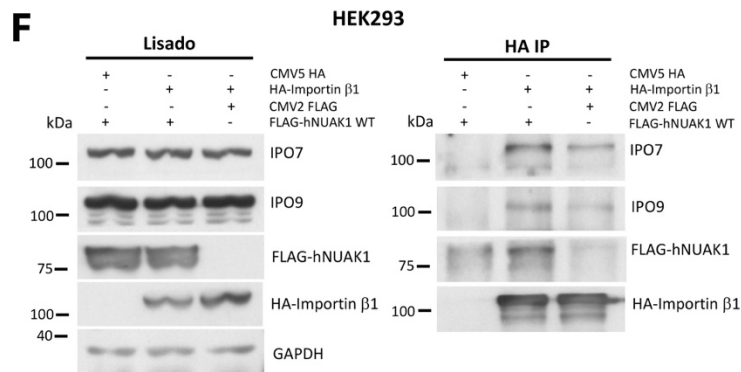 F
HEK293
Lisado
+ - - CMV5 HA
- + + HA-Importin β1
- - + CMV2 FLAG
+ + - FLAG-hNUAK1 WT
kDa
100 IPO7
100 IPO9
75 FLAG-hNUAK1
100 HA-Importin β1
40
GAPDH
HA IP
+ - - CMV5 HA
- + + HA-Importin β1
- - + CMV2 FLAG
+ + - FLAG-hNUAK1 WT
kDa
100 IPO7
100 IPO9
75 FLAG-hNUAK1
100 HA-Importin β1